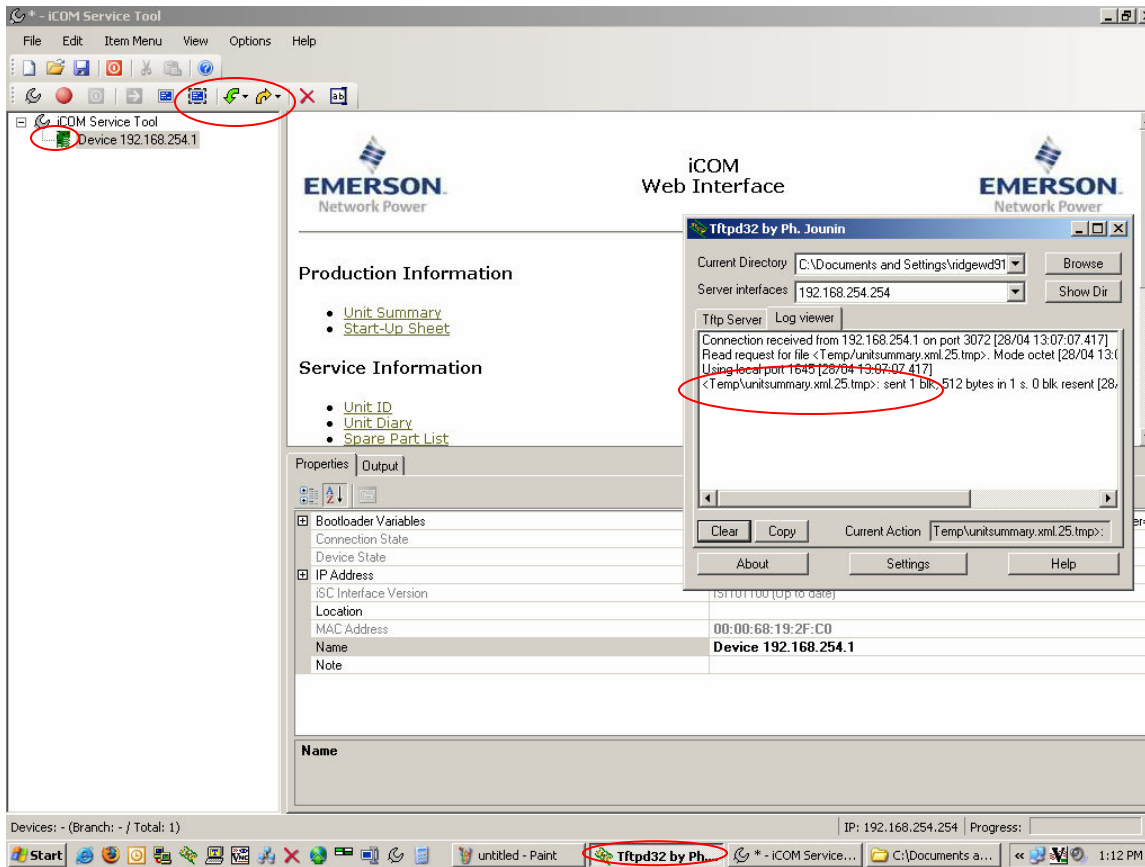 * - iCOM Service Tool
File Edit Item Menu View Options Help
iCOM Service Tool
Device 192.168.254.1
EMERSON
Network Power
iCOM
Web Interface
EMERSON
Network Power
Production Information
Unit Summary
Start-Up Sheet
Service Information
Unit ID
Unit Diary
Spare Part List
Tftpd32 by Ph. Jounin
Current Directory C:\Documents and Settings\ridgewd91 Browse
Server interfaces 192.168.254.254 Show Dir
Tftp Server Log viewer
Connection received from 192.168.254.1 on port 3072 [28/04 13:07:07.417]
Read request for file <Temp/unitsummary.xml.25.tmp>. Mode octet [28/04 13:0
Using local port 1645 [28/04 13:07:07.417]
<Temp\unitsummary.xml.25.tmp>: sent 1 blk, 512 bytes in 1 s. 0 blk resent [28/
Clear Copy Current Action Temp\unitsummary.xml.25.tmp>:
About Settings Help
Properties Output
Bootloader Variables
Connection State
Device State
IP Address
iSC Interface Version (Up to date)
Location
MAC Address 00:00:68:19:2F:C0
Name Device 192.168.254.1
Note
Name
Devices: - (Branch: - / Total: 1) IP: 192.168.254.254 Progress:
Start untitled - Paint Tftpd32 by Ph.... * - iCOM Service... C:\Documents a... « 1:12 PM